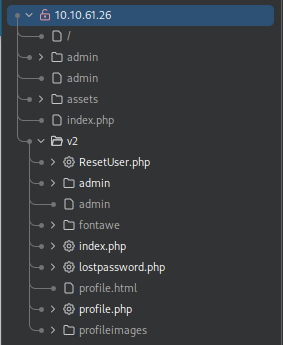 10.10.61.26
/
admin
admin
assets
index.php
v2
ResetUser.php
admin
admin
fontawe
index.php
lostpassword.php
profile.html
profile.php
profileimages